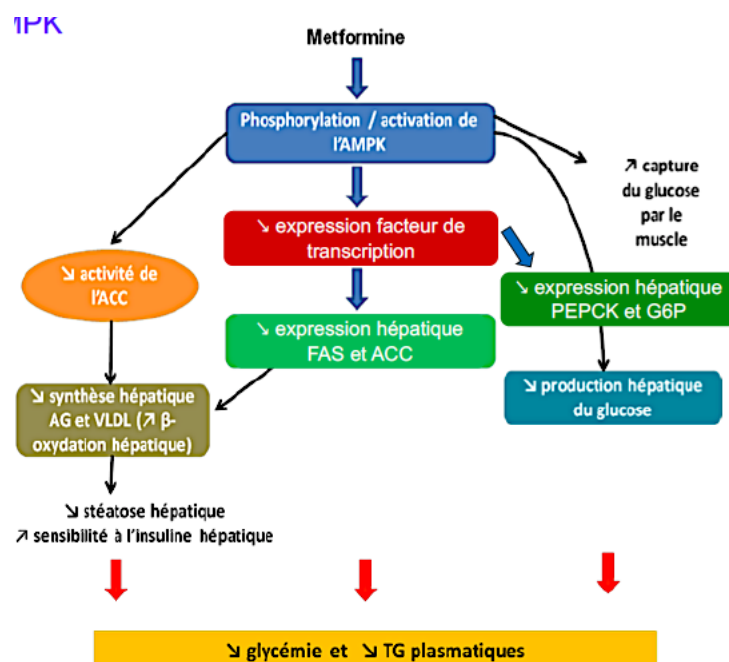 MPK
Metformine
Phosphorylation / activation de
l'AMPK
↗ capture
du glucose
par le
muscle
↘ expression facteur de
transcription
↘ activité de
l'ACC
↘ expression hépatique
PEPCK et G6P
↘ expression hépatique
FAS et ACC
↘ synthèse hépatique
AG et VLDL (↗ β-
oxydation hépatique)
↘ production hépatique
du glucose
↘ stéatose hépatique
↗ sensibilité à l'insuline hépatique
↘ glycémie et ↘ TG plasmatiques